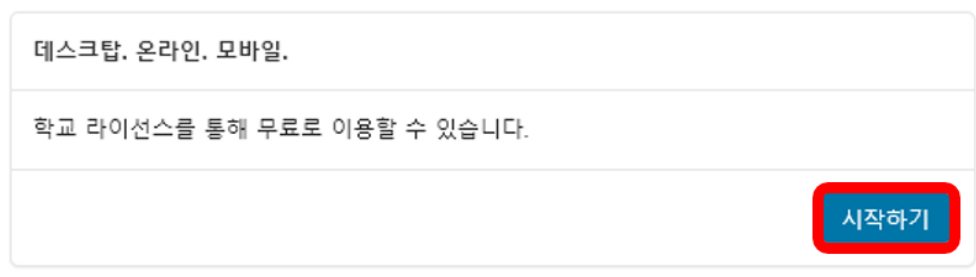 데스크탑. 온라인. 모바일.
학교 라이선스를 통해 무료로 이용할 수 있습니다.
시작하기